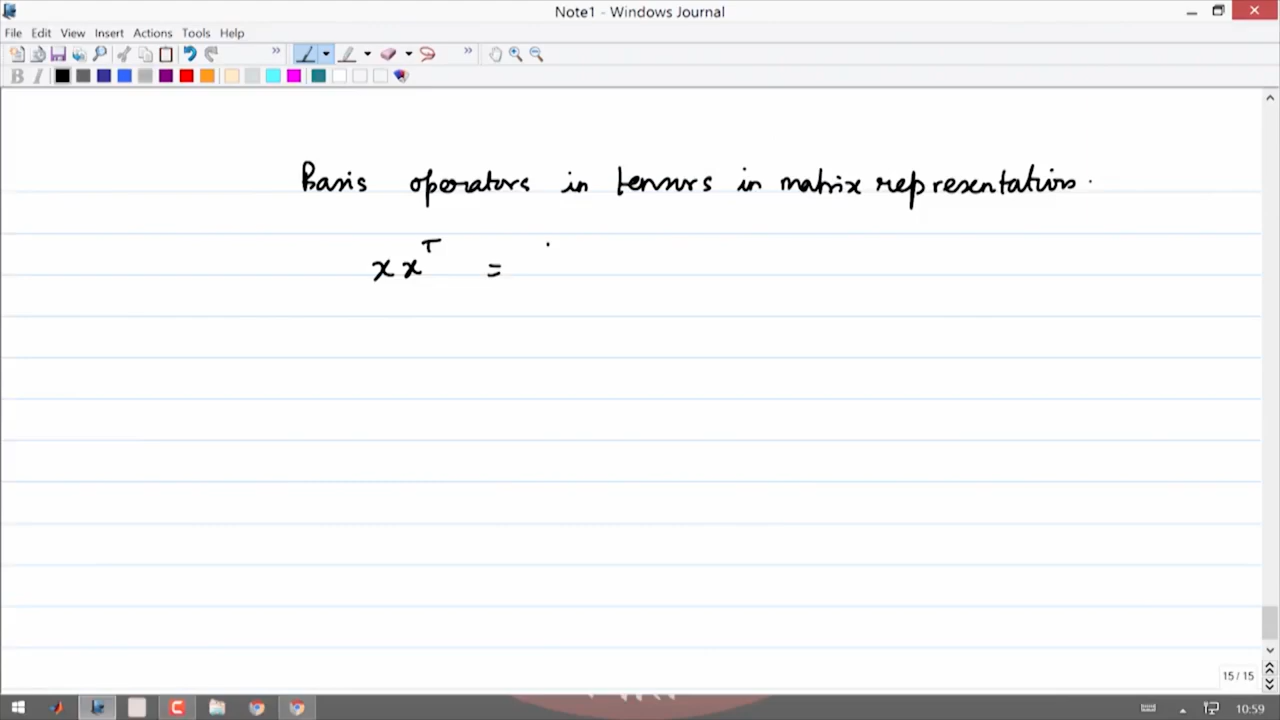 Note1 - Windows Journal
File Edit View Insert Actions Tools Help
B I
Basis operators in tensors in matrix representation.
x x^T =
15 / 15
10:59